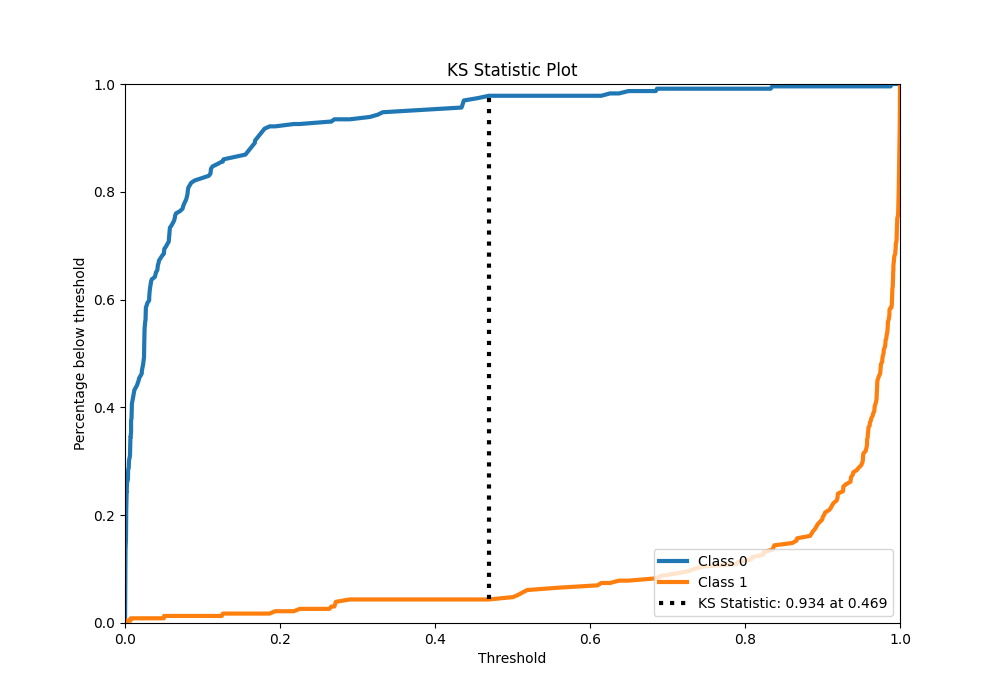 KS Statistic Plot
Percentage below threshold
1.0
0.8
0.6
0.4
0.2
0.0
0.0 0.2 0.4 0.6 0.8 1.0
Threshold
Class 0
Class 1
KS Statistic: 0.934 at 0.469